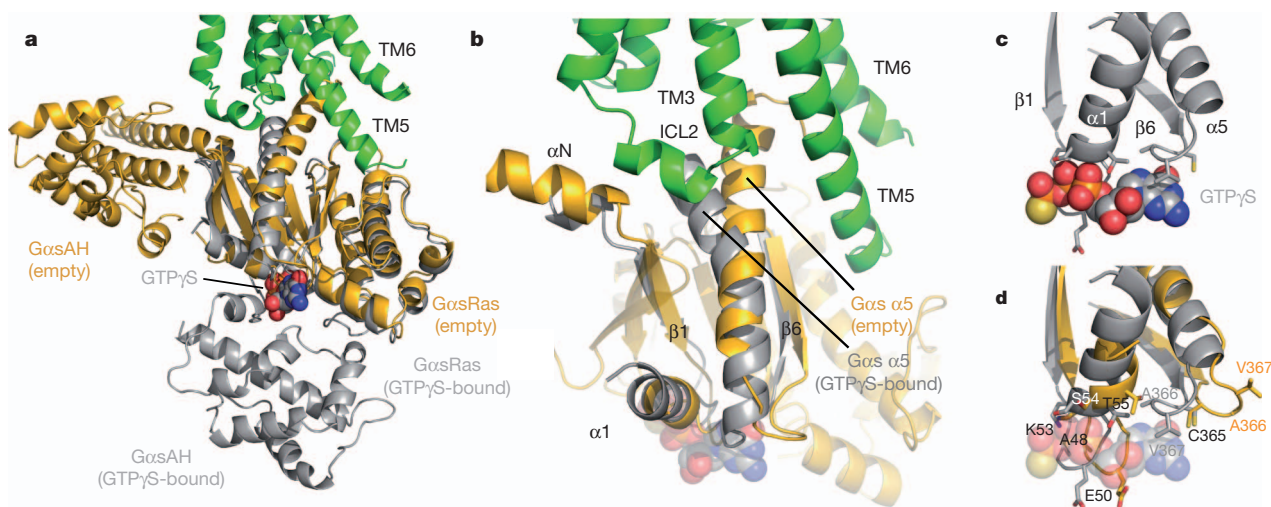 a
TM6
TM5
GαsAH
(empty)
GTPγS
GαsRas
(empty)
GαsRas
(GTPγS-bound)
GαsAH
(GTPγS-bound)
b
TM3
TM6
ICL2
αN
TM5
β1
β6
Gαs α5
(empty)
Gαs α5
(GTPγS-bound)
α1
c
β1
α1
β6
α5
GTPγS
d
V367
S54
T55
A366
A366
K53
A48
C365
V367
E50